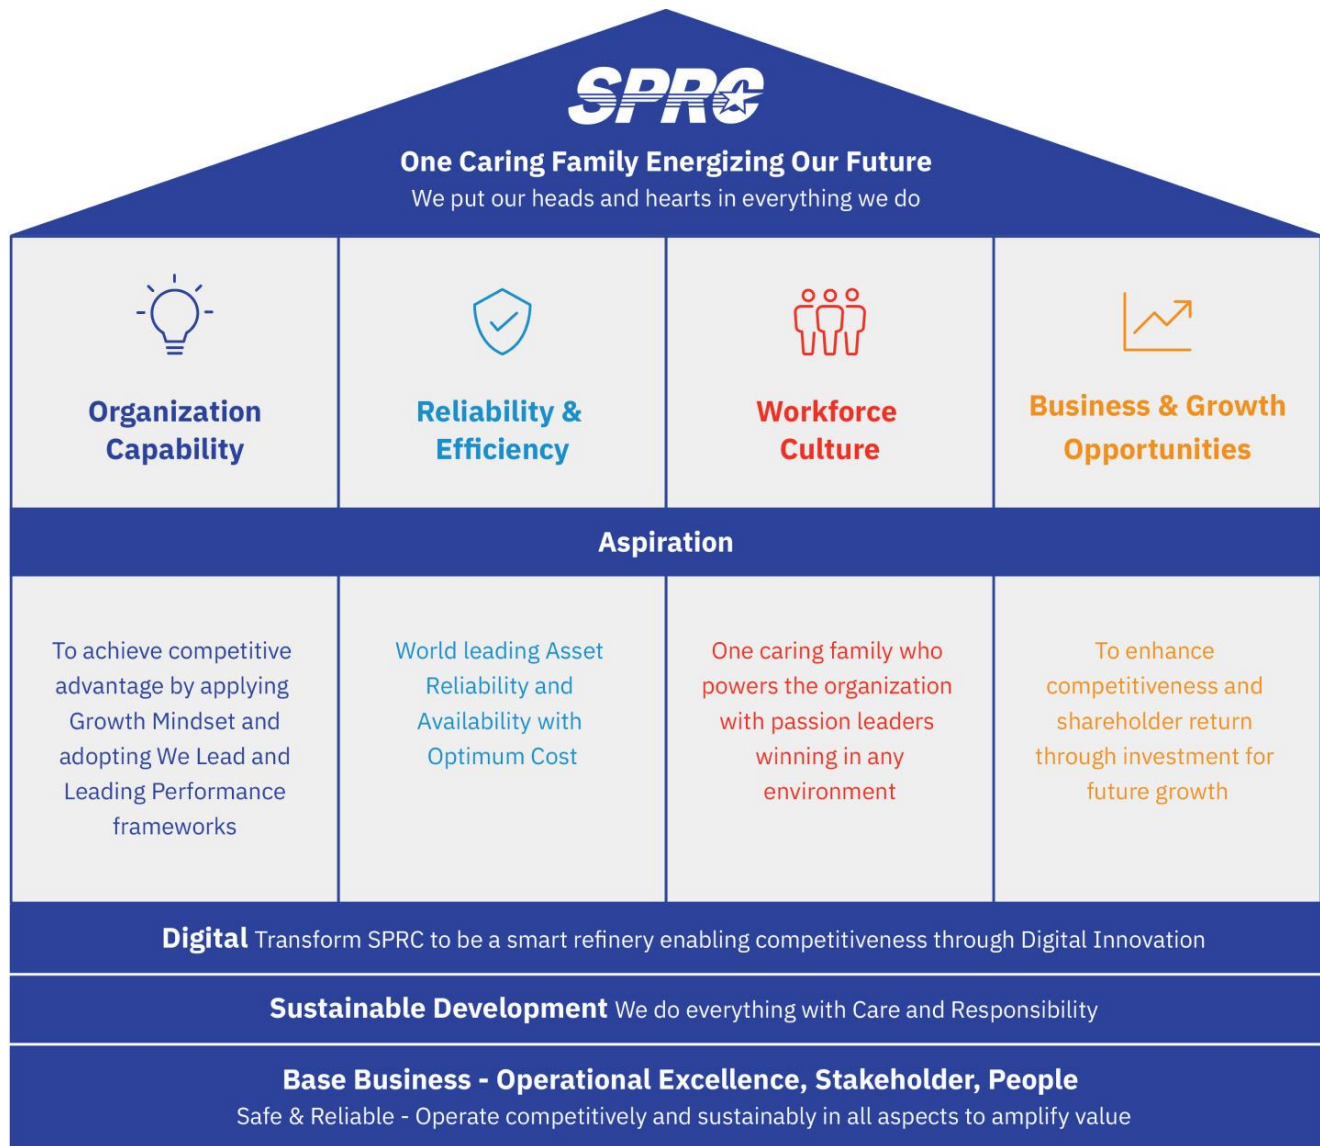 SPRC
One Caring Family Energizing Our Future
We put our heads and hearts in everything we do
Organization
Capability
Reliability &
Efficiency
Workforce
Culture
Business & Growth
Opportunities
Aspiration
To achieve competitive
advantage by applying
Growth Mindset and
adopting We Lead and
Leading Performance
frameworks
World leading Asset
Reliability and
Availability with
Optimum Cost
One caring family who
powers the organization
with passion leaders
winning in any
environment
To enhance
competitiveness and
shareholder return
through investment for
future growth
Digital Transform SPRC to be a smart refinery enabling competitiveness through Digital Innovation
Sustainable Development We do everything with Care and Responsibility
Base Business - Operational Excellence, Stakeholder, People
Safe & Reliable - Operate competitively and sustainably in all aspects to amplify value